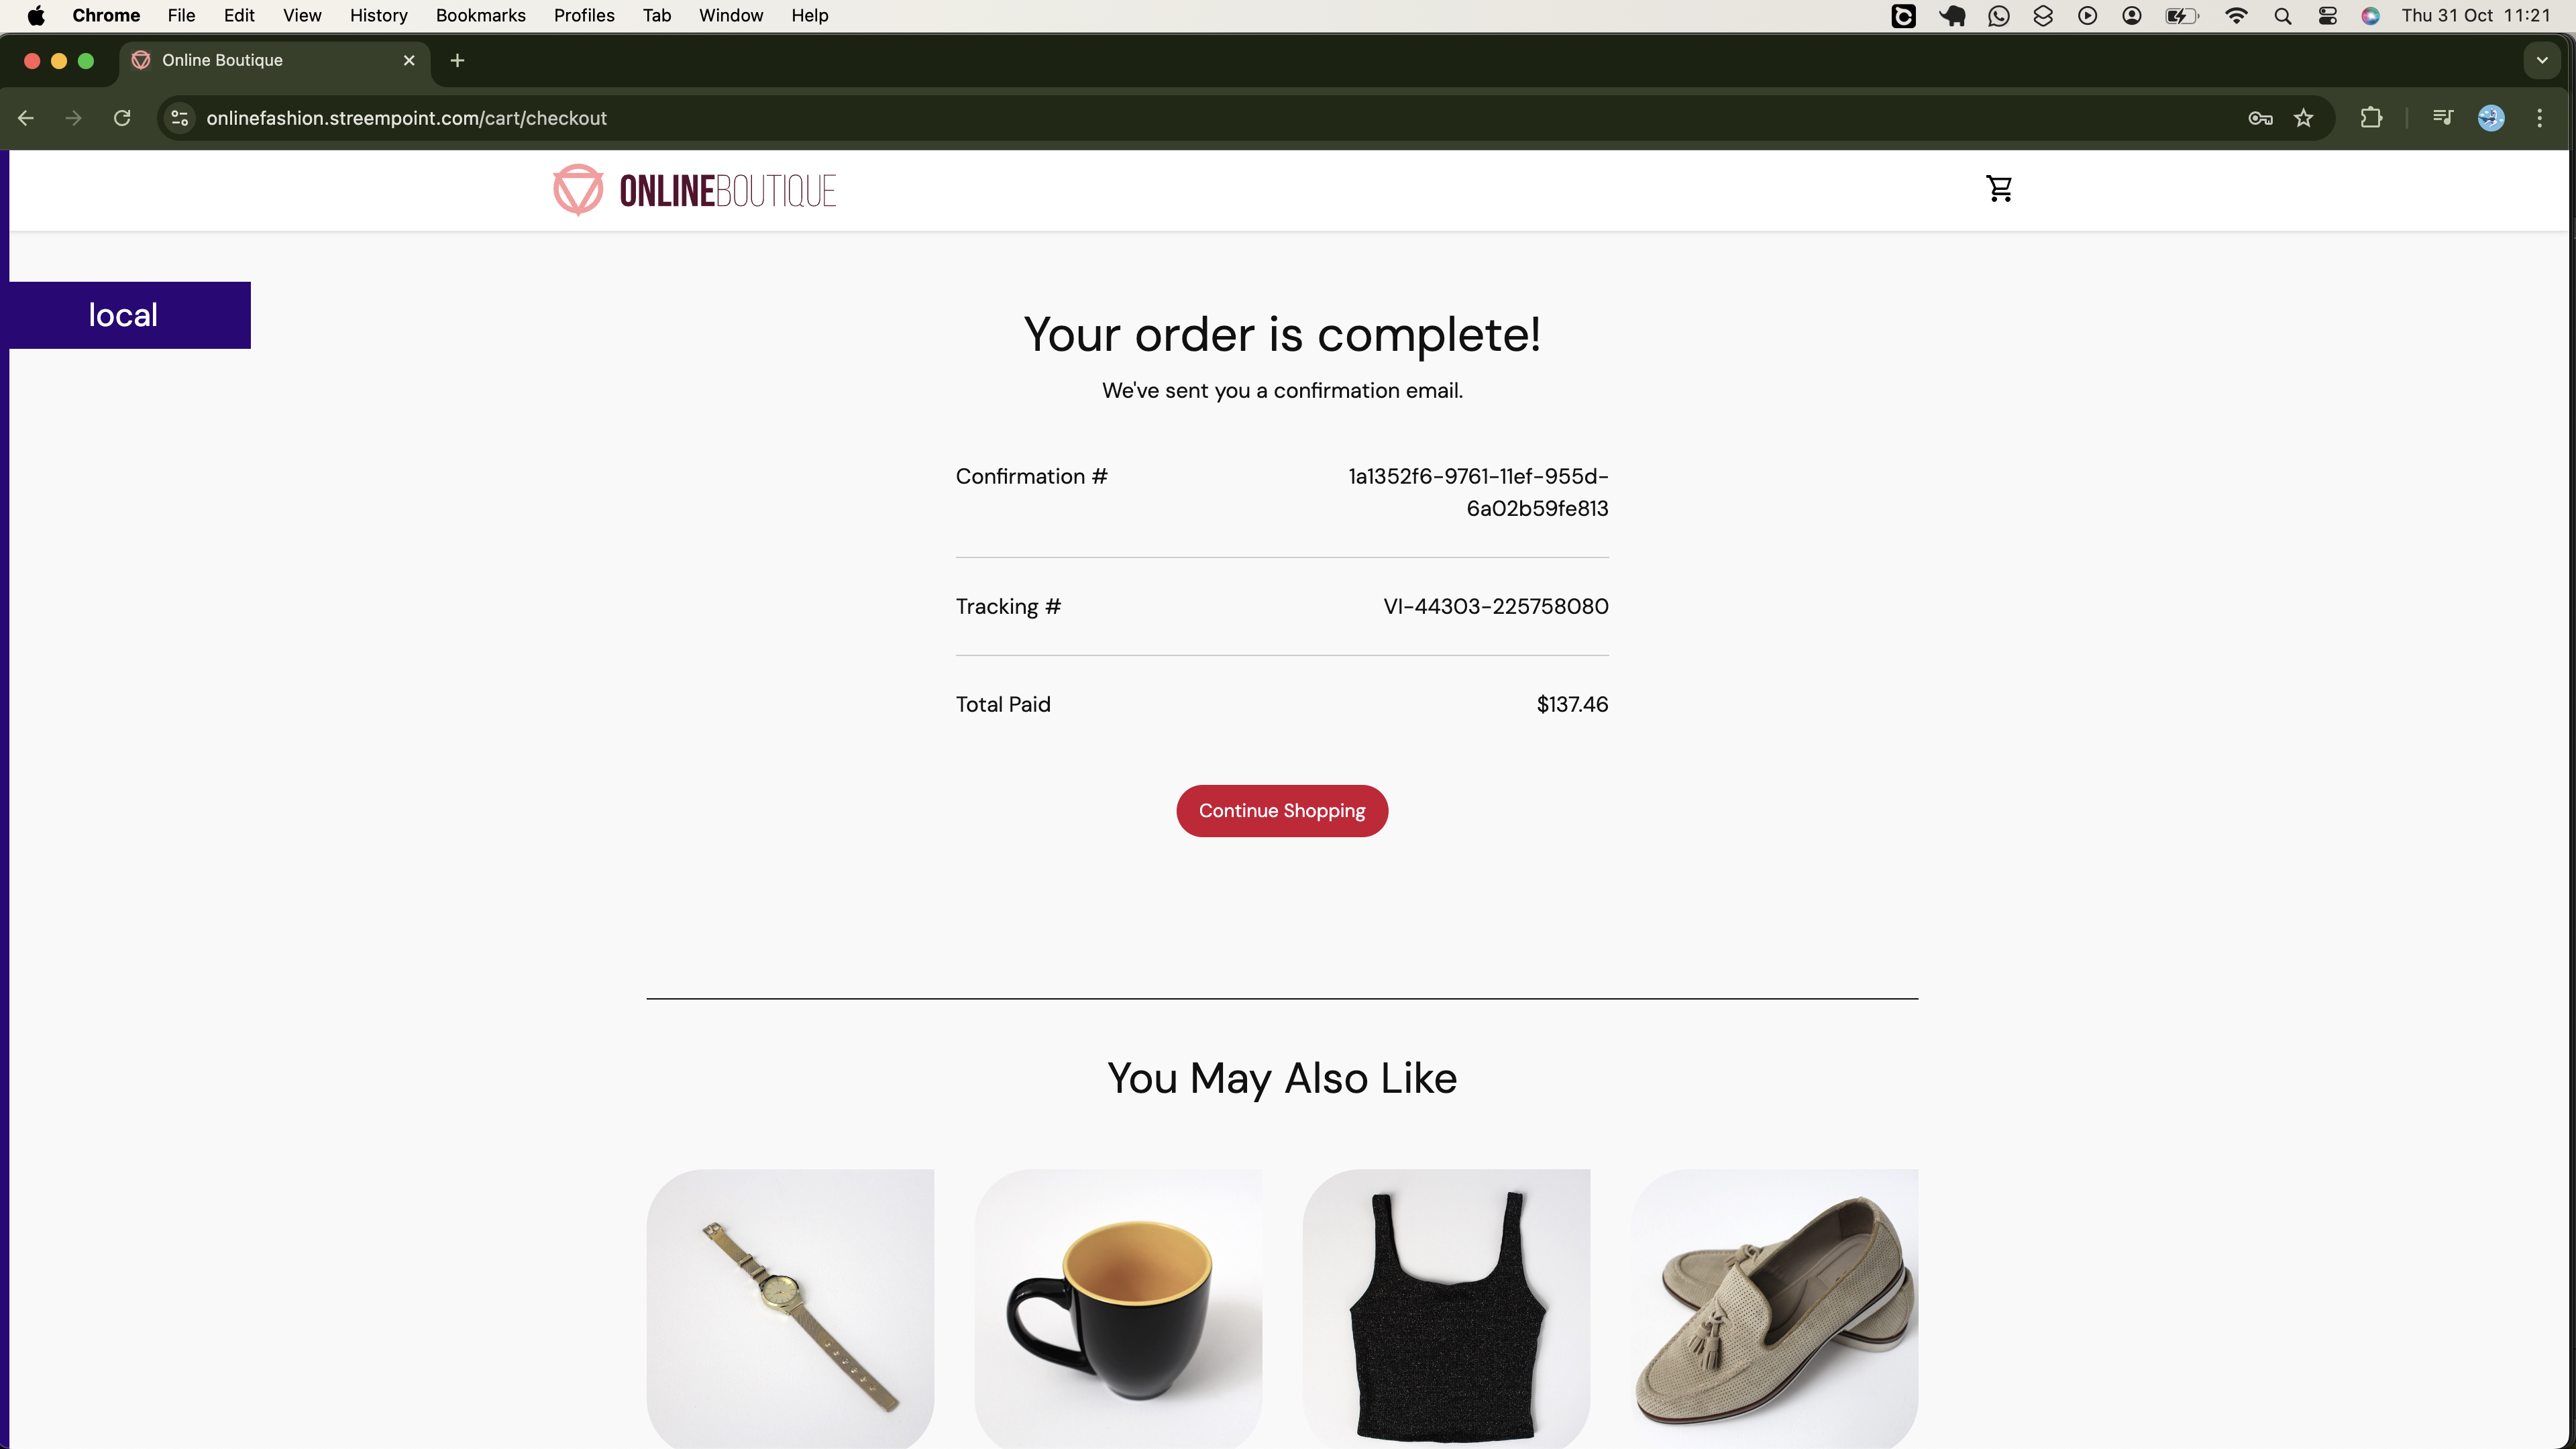 Chrome File Edit View History Bookmarks Profiles Tab Window Help Thu 31 Oct 11:21
Online Boutique
onlinefashion.streempoint.com/cart/checkout
ONLINEBOUTIQUE
local
Your order is complete!
We've sent you a confirmation email.
Confirmation # 1a1352f6-9761-11ef-955d-
6a02b59fe813
Tracking # VI-44303-225758080
Total Paid $137.46
Continue Shopping
You May Also Like